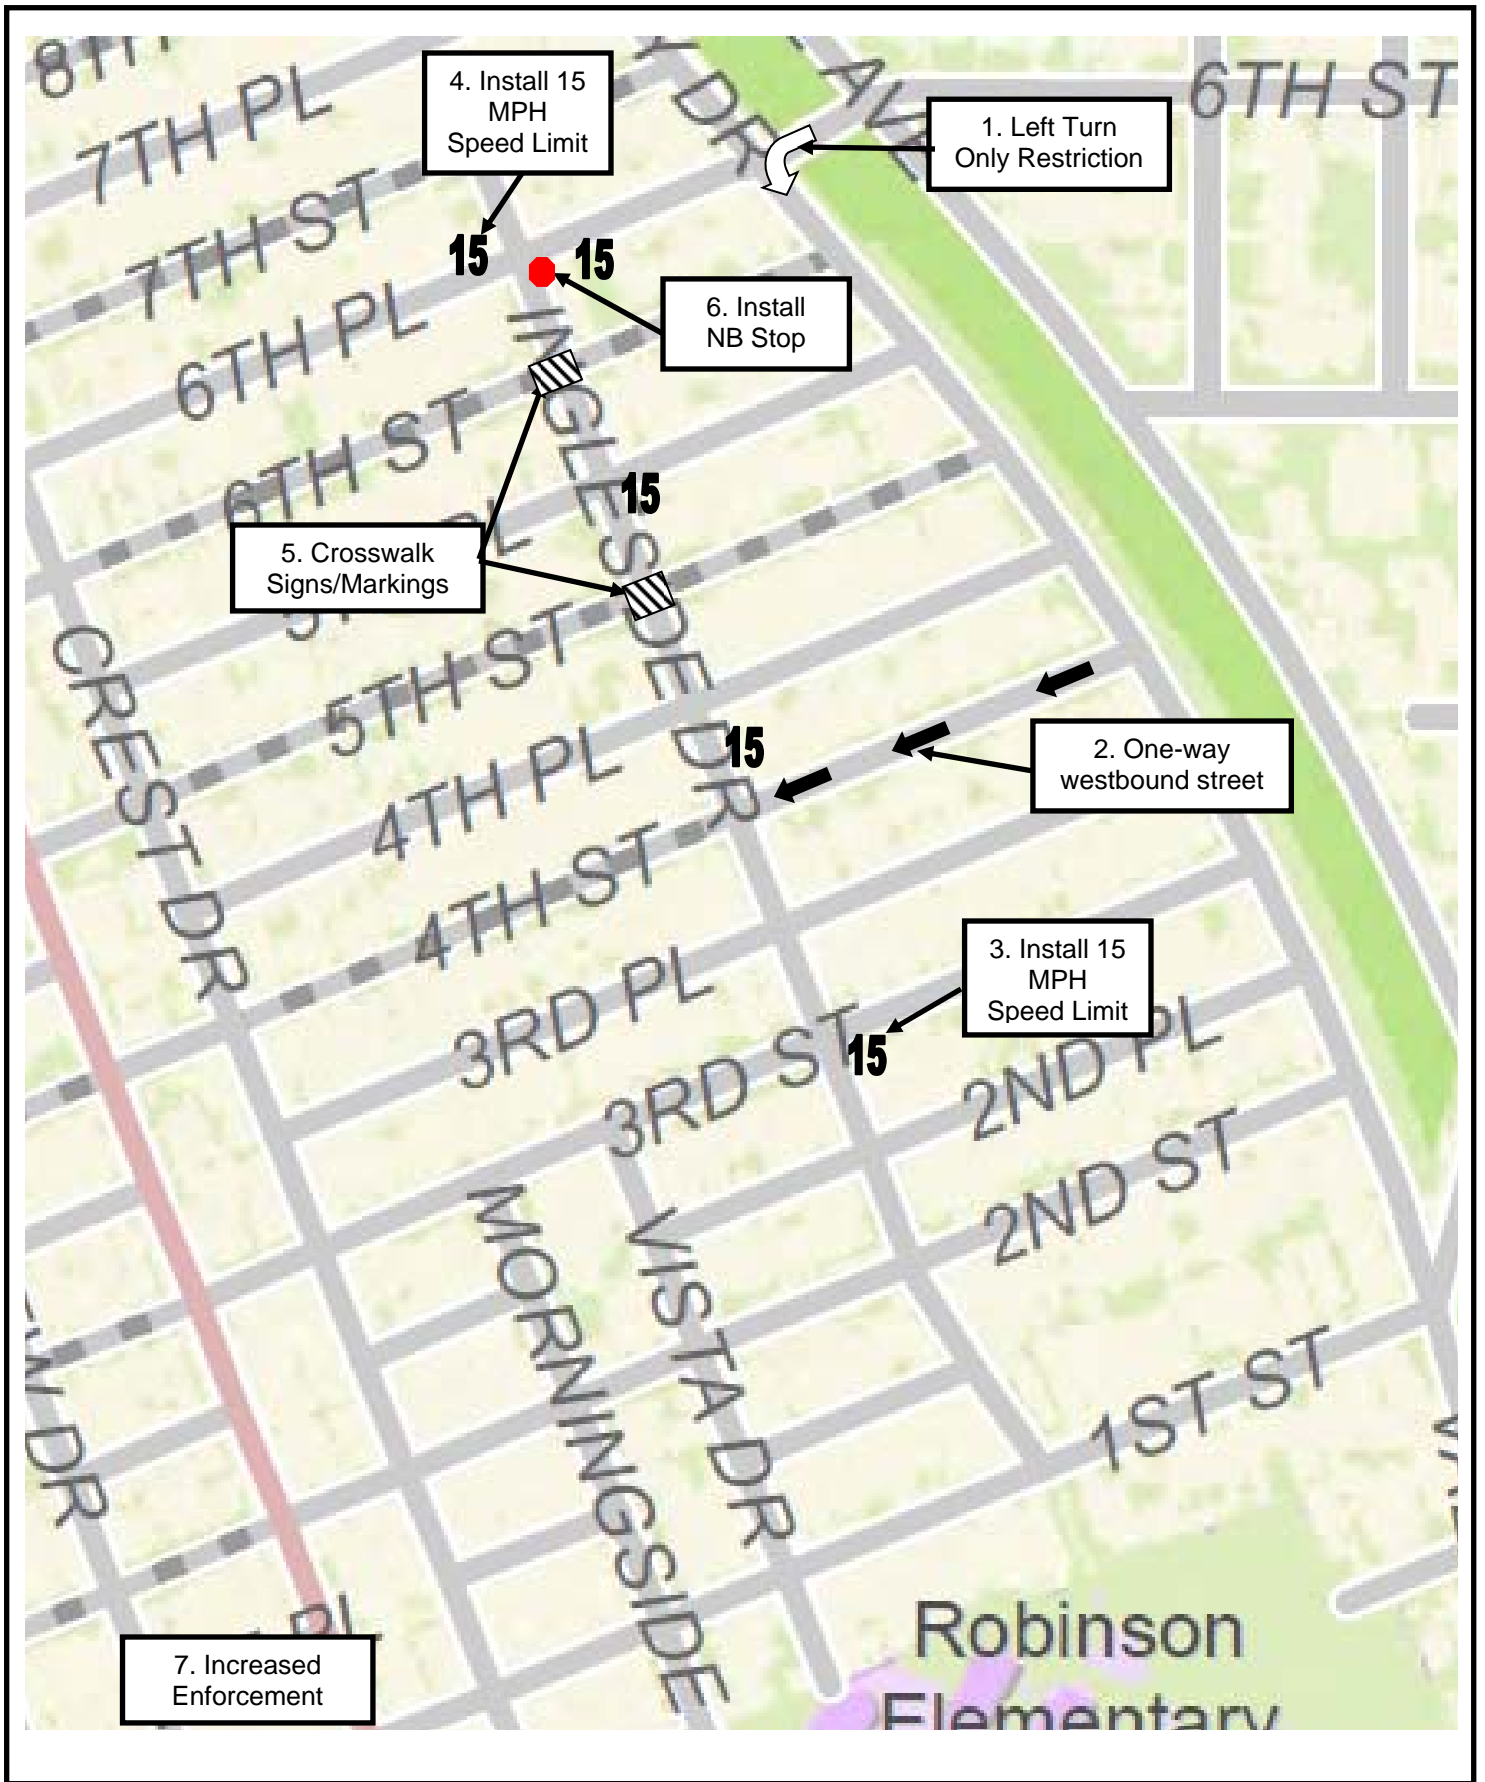 8TH
7TH PL
4. Install 15
MPH
Speed Limit
Y DR
AV
6TH ST
1. Left Turn
Only Restriction
7TH ST
15
15
6TH PL
6. Install
NB Stop
6TH ST
INGLESIDE DR
15
PL
5. Crosswalk
Signs/Markings
5TH ST
CREST DR
15
2. One-way
westbound street
4TH PL
4TH ST
3. Install 15
MPH
Speed Limit
3RD PL
15
3RD ST
2ND PL
2ND ST
MORNINGSIDE
VISTA DR
W DR
1ST ST
PL
Robinson
Elementary
7. Increased
Enforcement